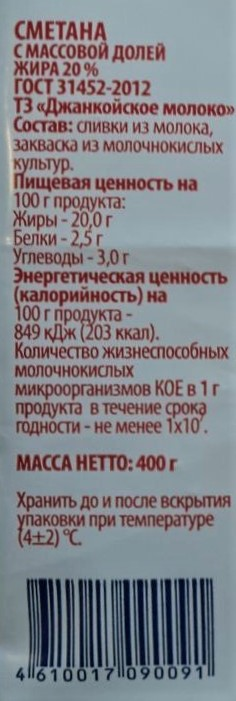 СМЕТАНА
С МАССОВОЙ ДОЛЕЙ
ЖИРА 20 %
ГОСТ 31452-2012
ТЗ «Джанкойское молоко»
Состав: сливки из молока,
закваска из молочнокислых
культур.
Пищевая ценность на
100 г продукта:
Жиры - 20,0 г
Белки - 2,5 г
Углеводы - 3,0 г
Энергетическая ценность
(калорийность) на
100 г продукта -
849 кДж (203 ккал).
Количество жизнеспособных
молочнокислых
микроорганизмов КОЕ в 1 г
продукта в течение срока
годности - не менее 1х10⁷.
МАССА НЕТТО: 400 г
Хранить до и после вскрытия
упаковки при температуре
(4±2) °С.
4 610017 090091